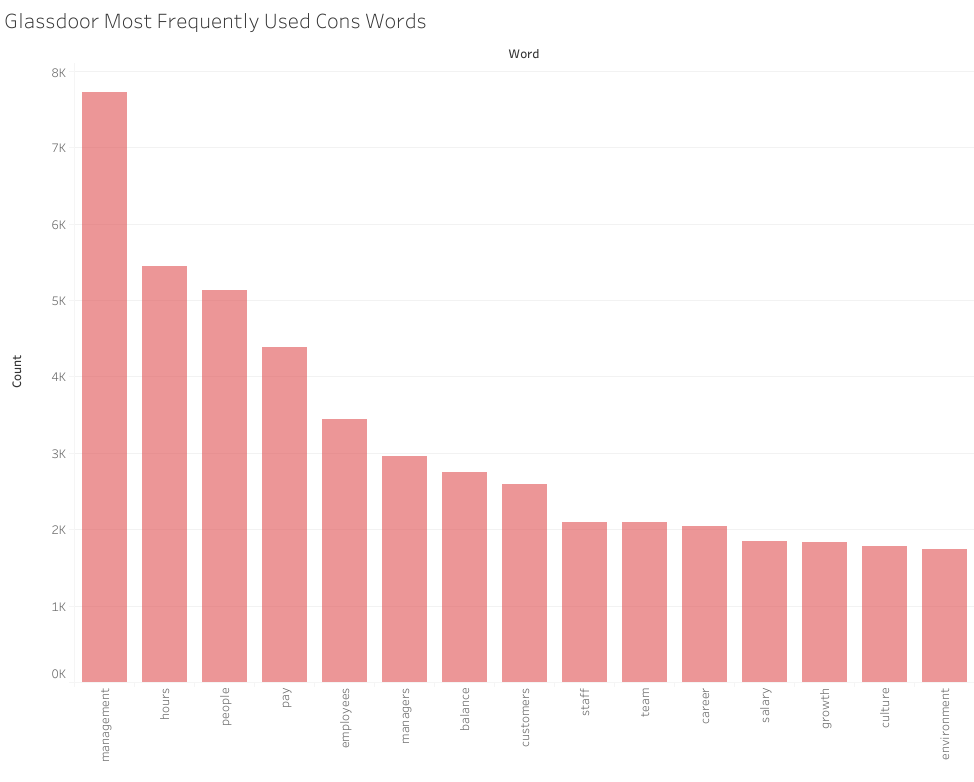 Glassdoor Most Frequently Used Cons Words
Word
8K
7K
6K
5K
4K
3K
2K
1K
0K
Count
management
hours
people
pay
employees
managers
balance
customers
staff
team
career
salary
growth
culture
environment